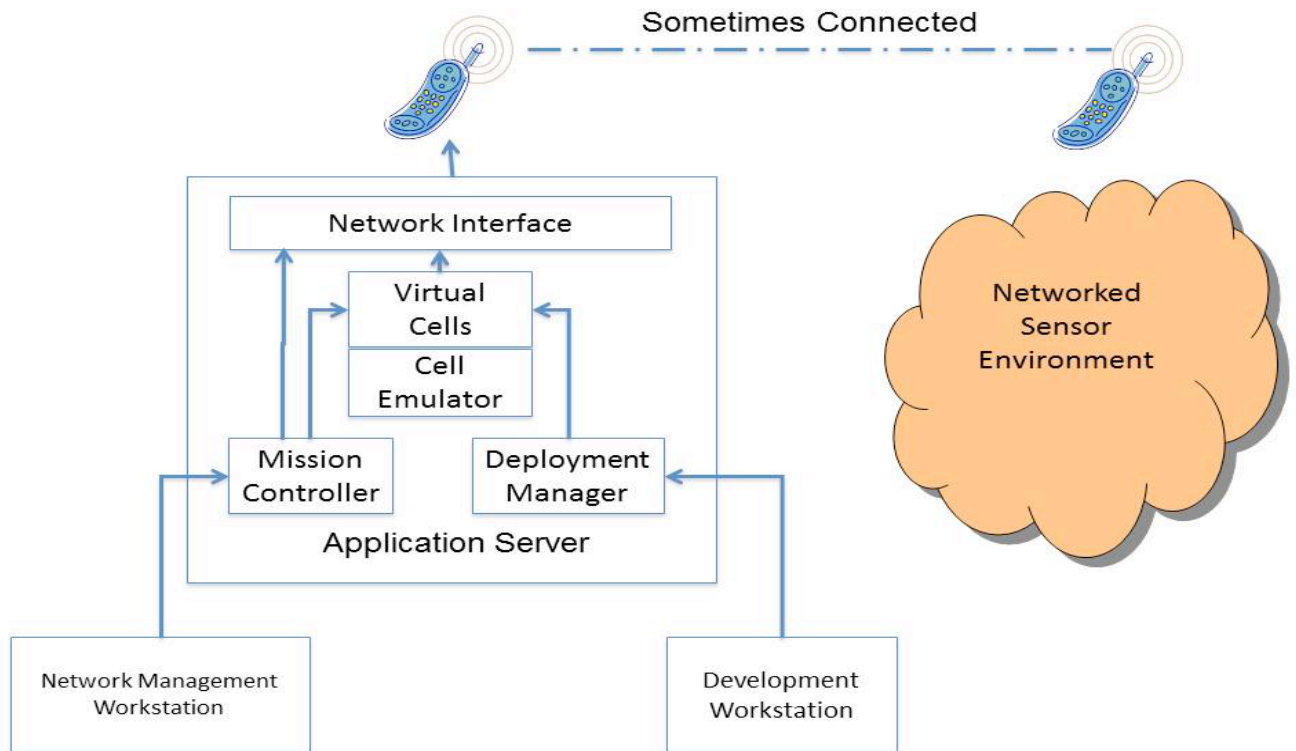 Sometimes Connected
Network Interface
Virtual
Cells
Cell
Emulator
Networked
Sensor
Environment
Mission
Controller
Deployment
Manager
Application Server
Network Management
Workstation
Development
Workstation